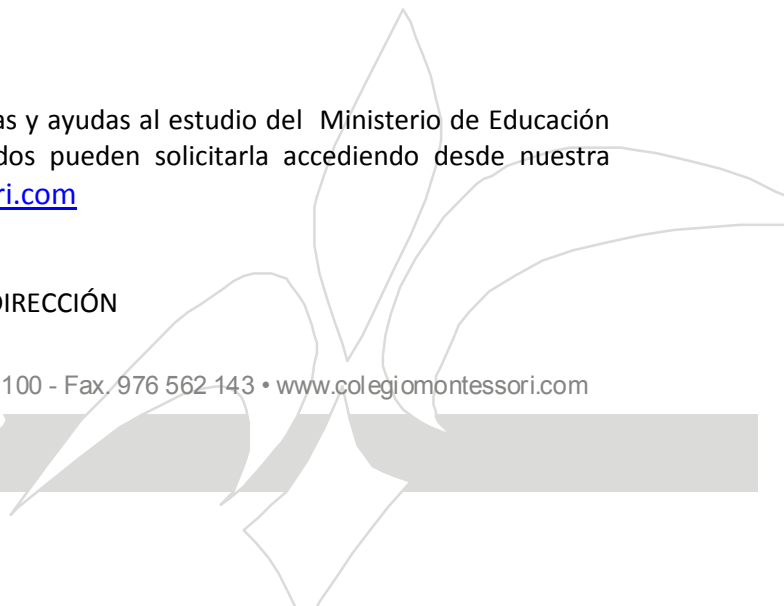 as y ayudas al estudio del Ministerio de Educación
dos pueden solicitarla accediendo desde nuestra
ri.com
DIRECCIÓN
100 - Fax. 976 562 143 • www.colegiomontessori.com